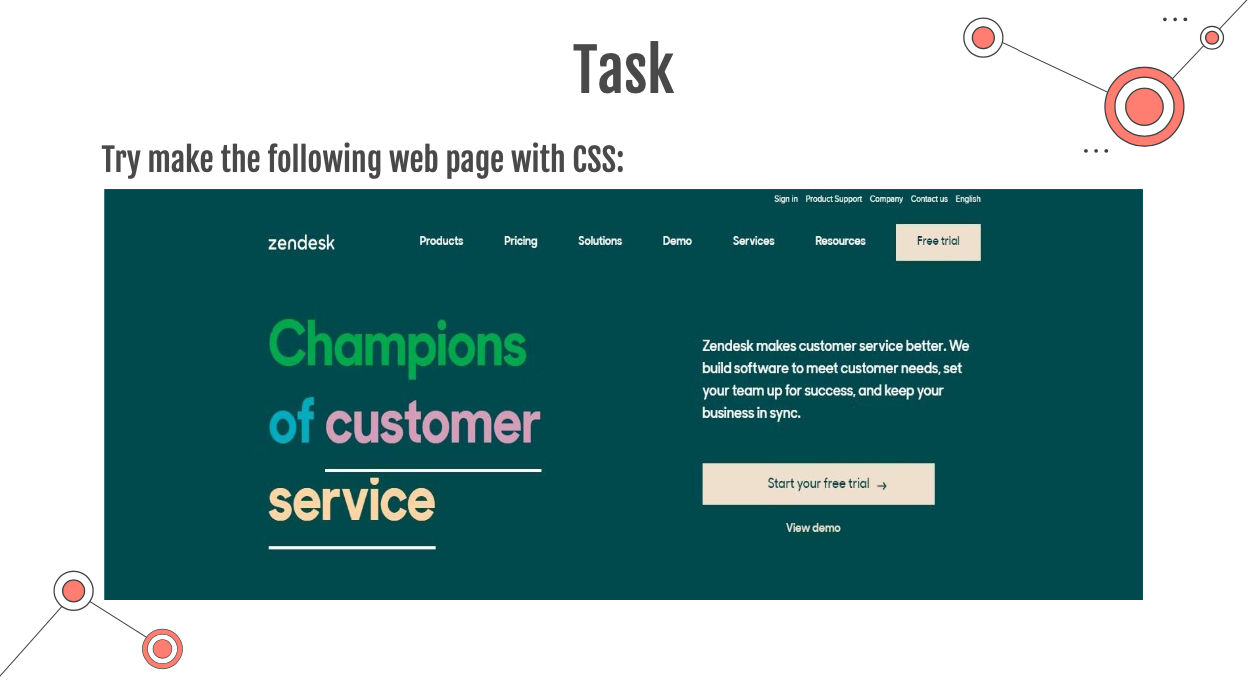 Task
Try make the following web page with CSS:
Sign in Product Support Company Contact us English
zendesk Products Pricing Solutions Demo Services Resources Free trial
Champions
of customer
service
Zendesk makes customer service better. We
build software to meet customer needs, set
your team up for success, and keep your
business in sync.
Start your free trial →
View demo